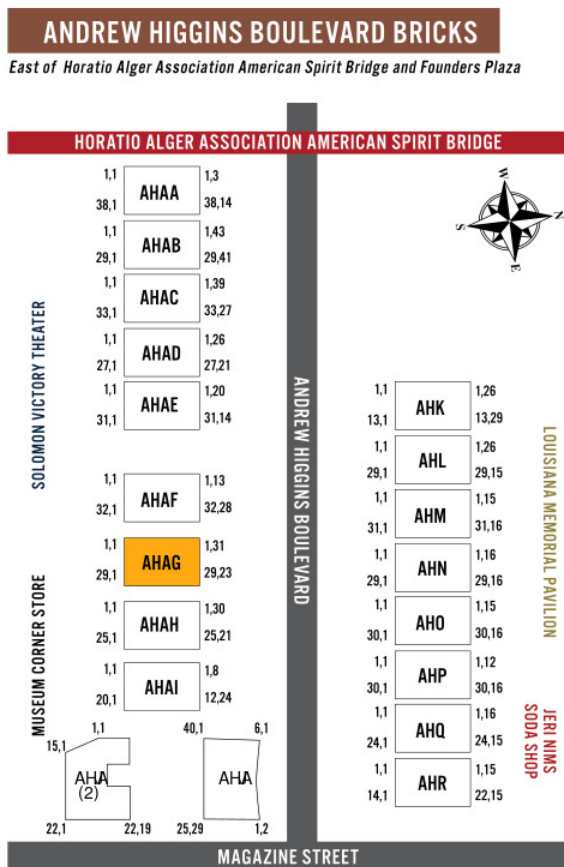 ANDREW HIGGINS BOULEVARD BRICKS
East of Horatio Alger Association American Spirit Bridge and Founders Plaza
HORATIO ALGER ASSOCIATION AMERICAN SPIRIT BRIDGE
W
N
S
E
1,1 AHAA 1,3
38,1 38,14
1,1 AHAB 1,43
29,1 29,41
1,1 AHAC 1,39
33,1 33,27
1,1 AHAD 1,26
27,1 27,21
1,1 AHAE 1,20
31,1 31,14
1,1 AHAF 1,13
32,1 32,28
1,1 AHAG 1,31
29,1 29,23
1,1 AHAH 1,30
25,1 25,21
1,1 AHAI 1,8
20,1 12,24
1,1
15,1
AHA
(2)
22,1 22,19
40,1 6,1
AHA
25,29 1,2
SOLOMON VICTORY THEATER
MUSEUM CORNER STORE
ANDREW HIGGINS BOULEVARD
1,1 AHK 1,26
13,1 13,29
1,1 AHL 1,26
29,1 29,15
1,1 AHM 1,15
31,1 31,16
1,1 AHN 1,16
29,1 29,16
1,1 AHO 1,15
30,1 30,16
1,1 AHP 1,12
30,1 30,16
1,1 AHQ 1,16
24,1 24,15
1,1 AHR 1,15
14,1 22,15
LOUISIANA MEMORIAL PAVILION
JERI NIMS
SODA SHOP
MAGAZINE STREET